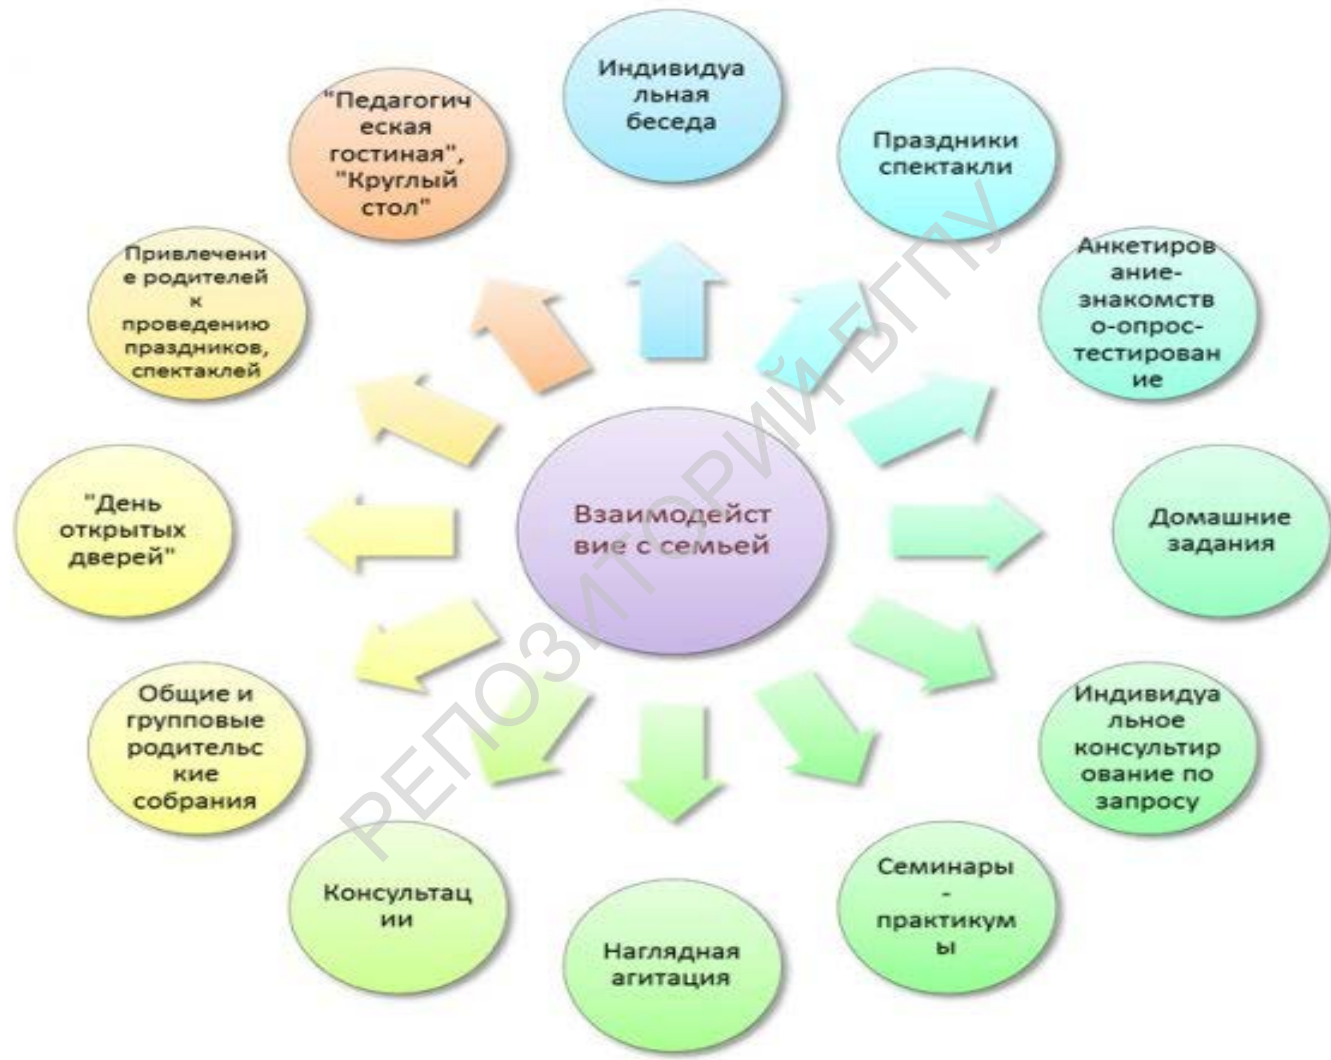 Индивидуа
льная
беседа
Праздники
спектакли
Анкетиров
ание-
знакомств
о-опрос-
тестирован
ие
Домашние
задания
Индивидуа
льное
консультир
ование по
запросу
Семинары
-
практикум
ы
Наглядная
агитация
Консультац
ии
Общие и
групповые
родительс
кие
собрания
"День
открытых
дверей"
Привлечени
е родителей
к
проведению
праздников,
спектаклей
"Педагогич
еская
гостиная",
"Круглый
стол"
Взаимодейст
вие с семьей
РЕПОЗИТОРИЙ БГПУ